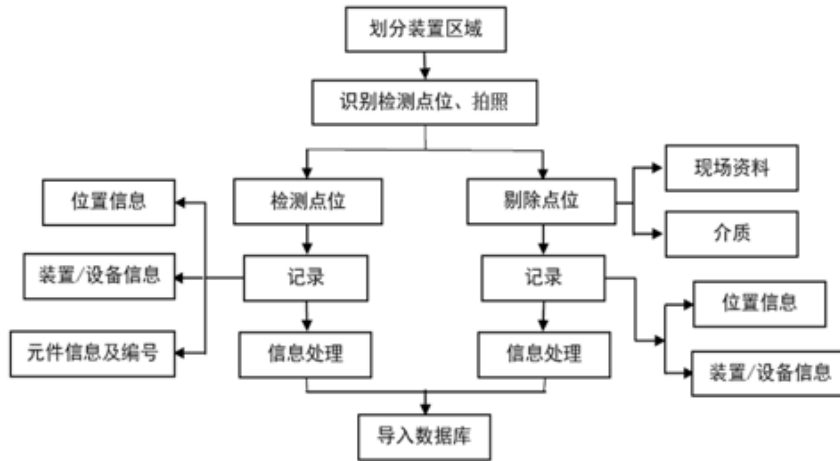 划分装置区域
识别检测点位、拍照
检测点位
剔除点位
现场资料
介质
位置信息
装置/设备信息
元件信息及编号
记录
记录
位置信息
装置/设备信息
信息处理
信息处理
导入数据库